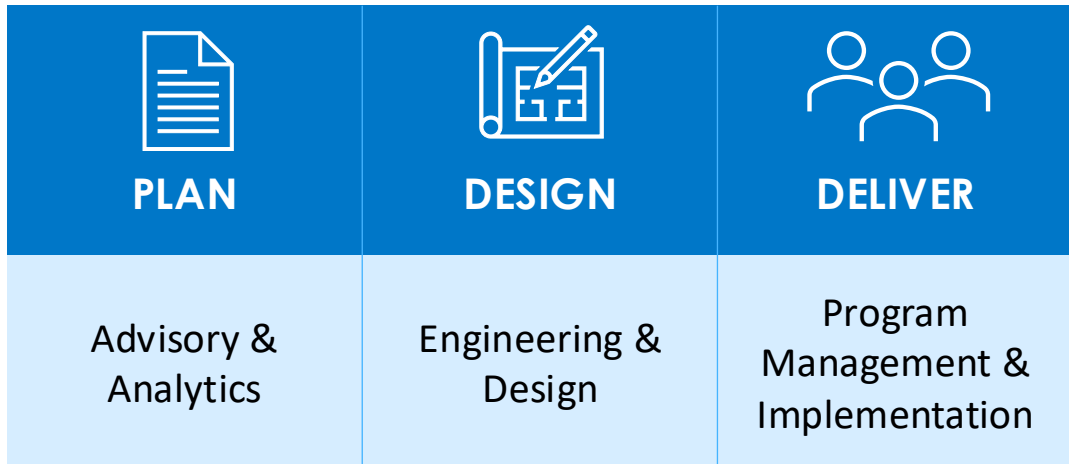 PLAN
DESIGN
DELIVER
Advisory &
Analytics
Engineering &
Design
Program
Management &
Implementation